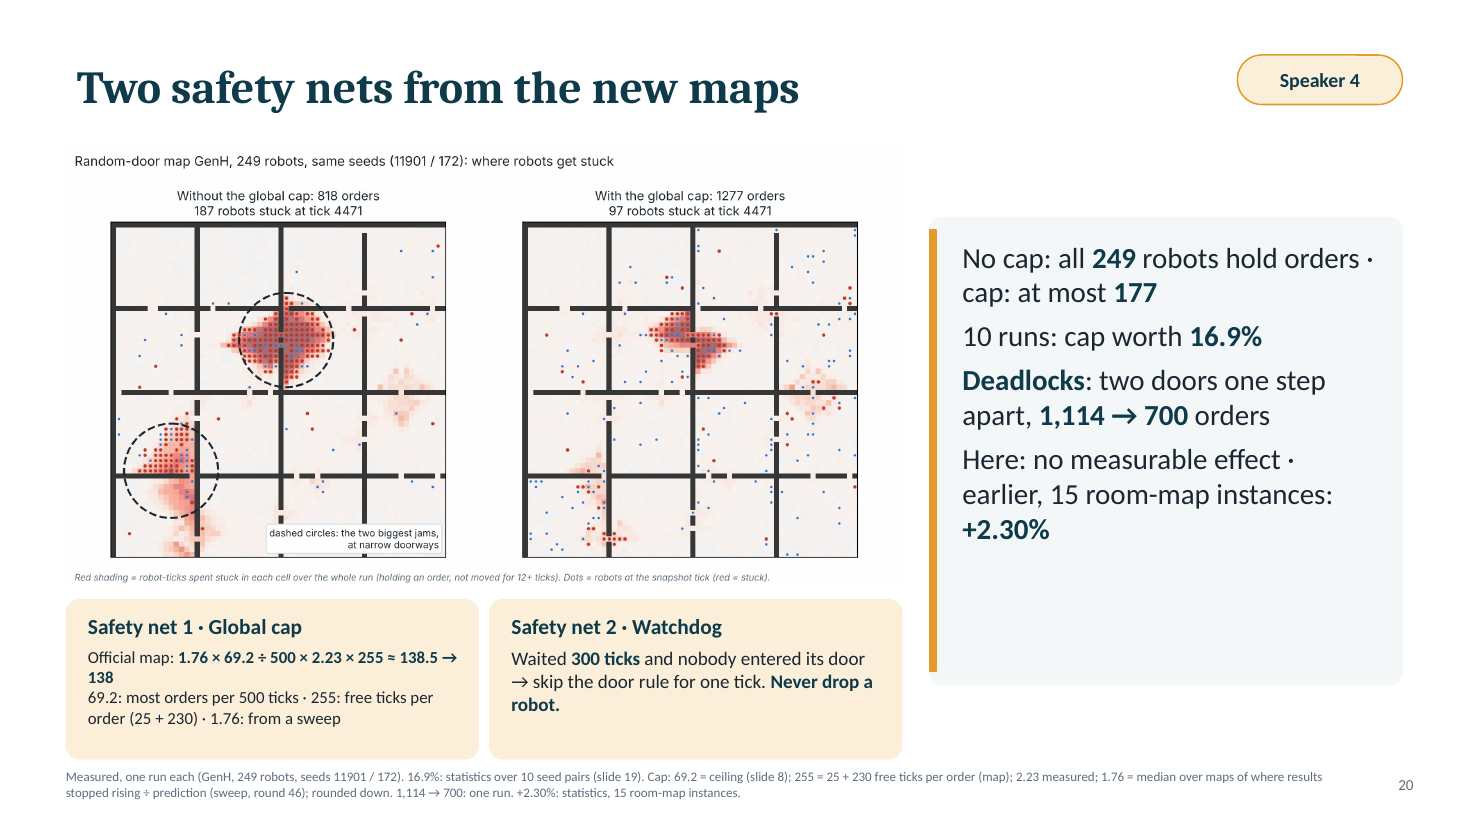 Two safety nets from the new maps
Speaker 4
Random-door map GenH, 249 robots, same seeds (11901 / 172): where robots get stuck
Without the global cap: 818 orders
187 robots stuck at tick 4471
With the global cap: 1277 orders
97 robots stuck at tick 4471
dashed circles: the two biggest jams,
at narrow doorways
Red shading = robot-ticks spent stuck in each cell over the whole run (holding an order, not moved for 12+ ticks). Dots = robots at the snapshot tick (red = stuck).
No cap: all 249 robots hold orders ·
cap: at most 177
10 runs: cap worth 16.9%
Deadlocks: two doors one step
apart, 1,114 → 700 orders
Here: no measurable effect ·
earlier, 15 room-map instances:
+2.30%
Safety net 1 · Global cap
Official map: 1.76 × 69.2 ÷ 500 × 2.23 × 255 ≈ 138.5 →
138
69.2: most orders per 500 ticks · 255: free ticks per
order (25 + 230) · 1.76: from a sweep
Safety net 2 · Watchdog
Waited 300 ticks and nobody entered its door
→ skip the door rule for one tick. Never drop a
robot.
Measured, one run each (GenH, 249 robots, seeds 11901 / 172). 16.9%: statistics over 10 seed pairs (slide 19). Cap: 69.2 = ceiling (slide 8); 255 = 25 + 230 free ticks per order (map); 2.23 measured; 1.76 = median over maps of where results
stopped rising ÷ prediction (sweep, round 46); rounded down. 1,114 → 700: one run. +2.30%: statistics, 15 room-map instances.
20